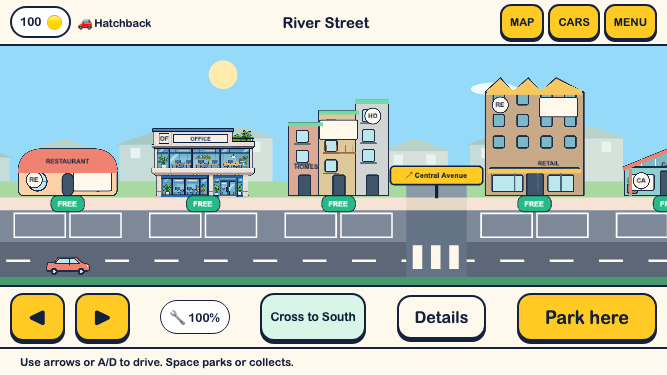 100
Hatchback
River Street
MAP
CARS
MENU
RESTAURANT
RE
OF
OFFICE
HOMES
HO
Central Avenue
RE
RETAIL
CA
FREE
FREE
FREE
FREE
F
100%
Cross to South
Details
Park here
Use arrows or A/D to drive. Space parks or collects.